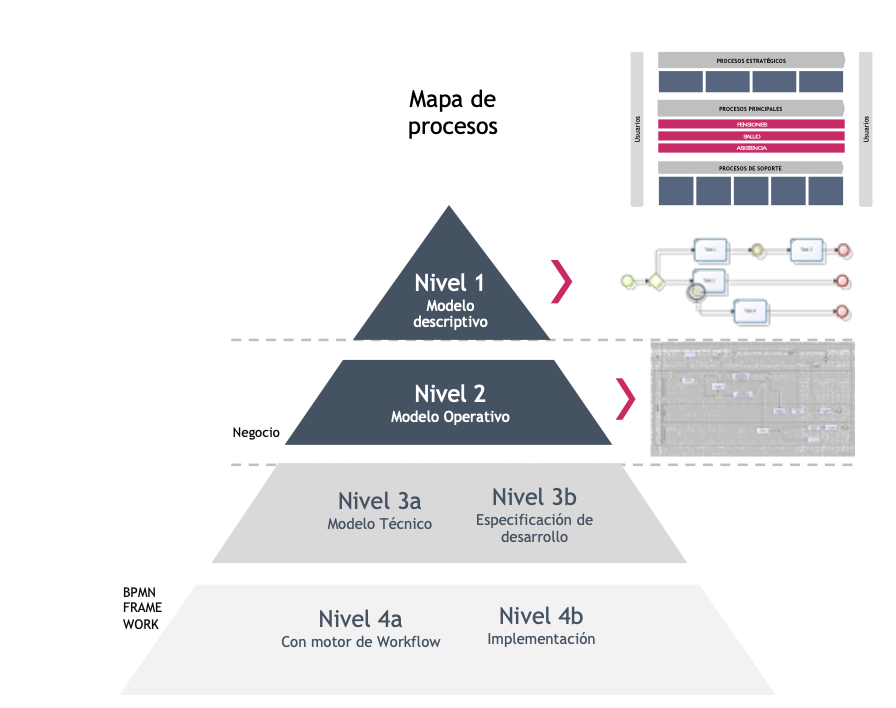 Mapa de
procesos
PROCESOS ESTRATÉGICOS
PROCESOS PRINCIPALES
PENSIONES
SALUD
ASISTENCIA
PROCESOS DE SOPORTE
Usuarios
Usuarios
Nivel 1
Modelo
descriptivo
Nivel 2
Modelo Operativo
Negocio
Nivel 3a
Modelo Técnico
Nivel 3b
Especificación de
desarrollo
BPMN
FRAME
WORK
Nivel 4a
Con motor de Workflow
Nivel 4b
Implementación